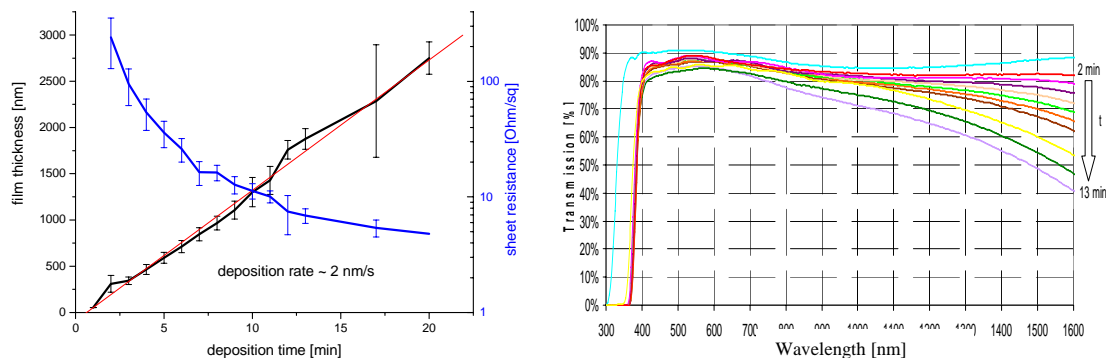 film thickness [nm]
3000
2500
2000
1500
1000
500
0
0
5
10
15
20
deposition time [min]
deposition rate ~ 2 nm/s
100
10
1
sheet resistance [Ohm/sq]
Transmission [%]
100%
90%
80%
70%
60%
50%
40%
30%
20%
10%
0%
300 400 500 600 700 800 900 1000 1100 1200 1300 1400 1500 1600
Wavelength [nm]
2 min
t
13 min